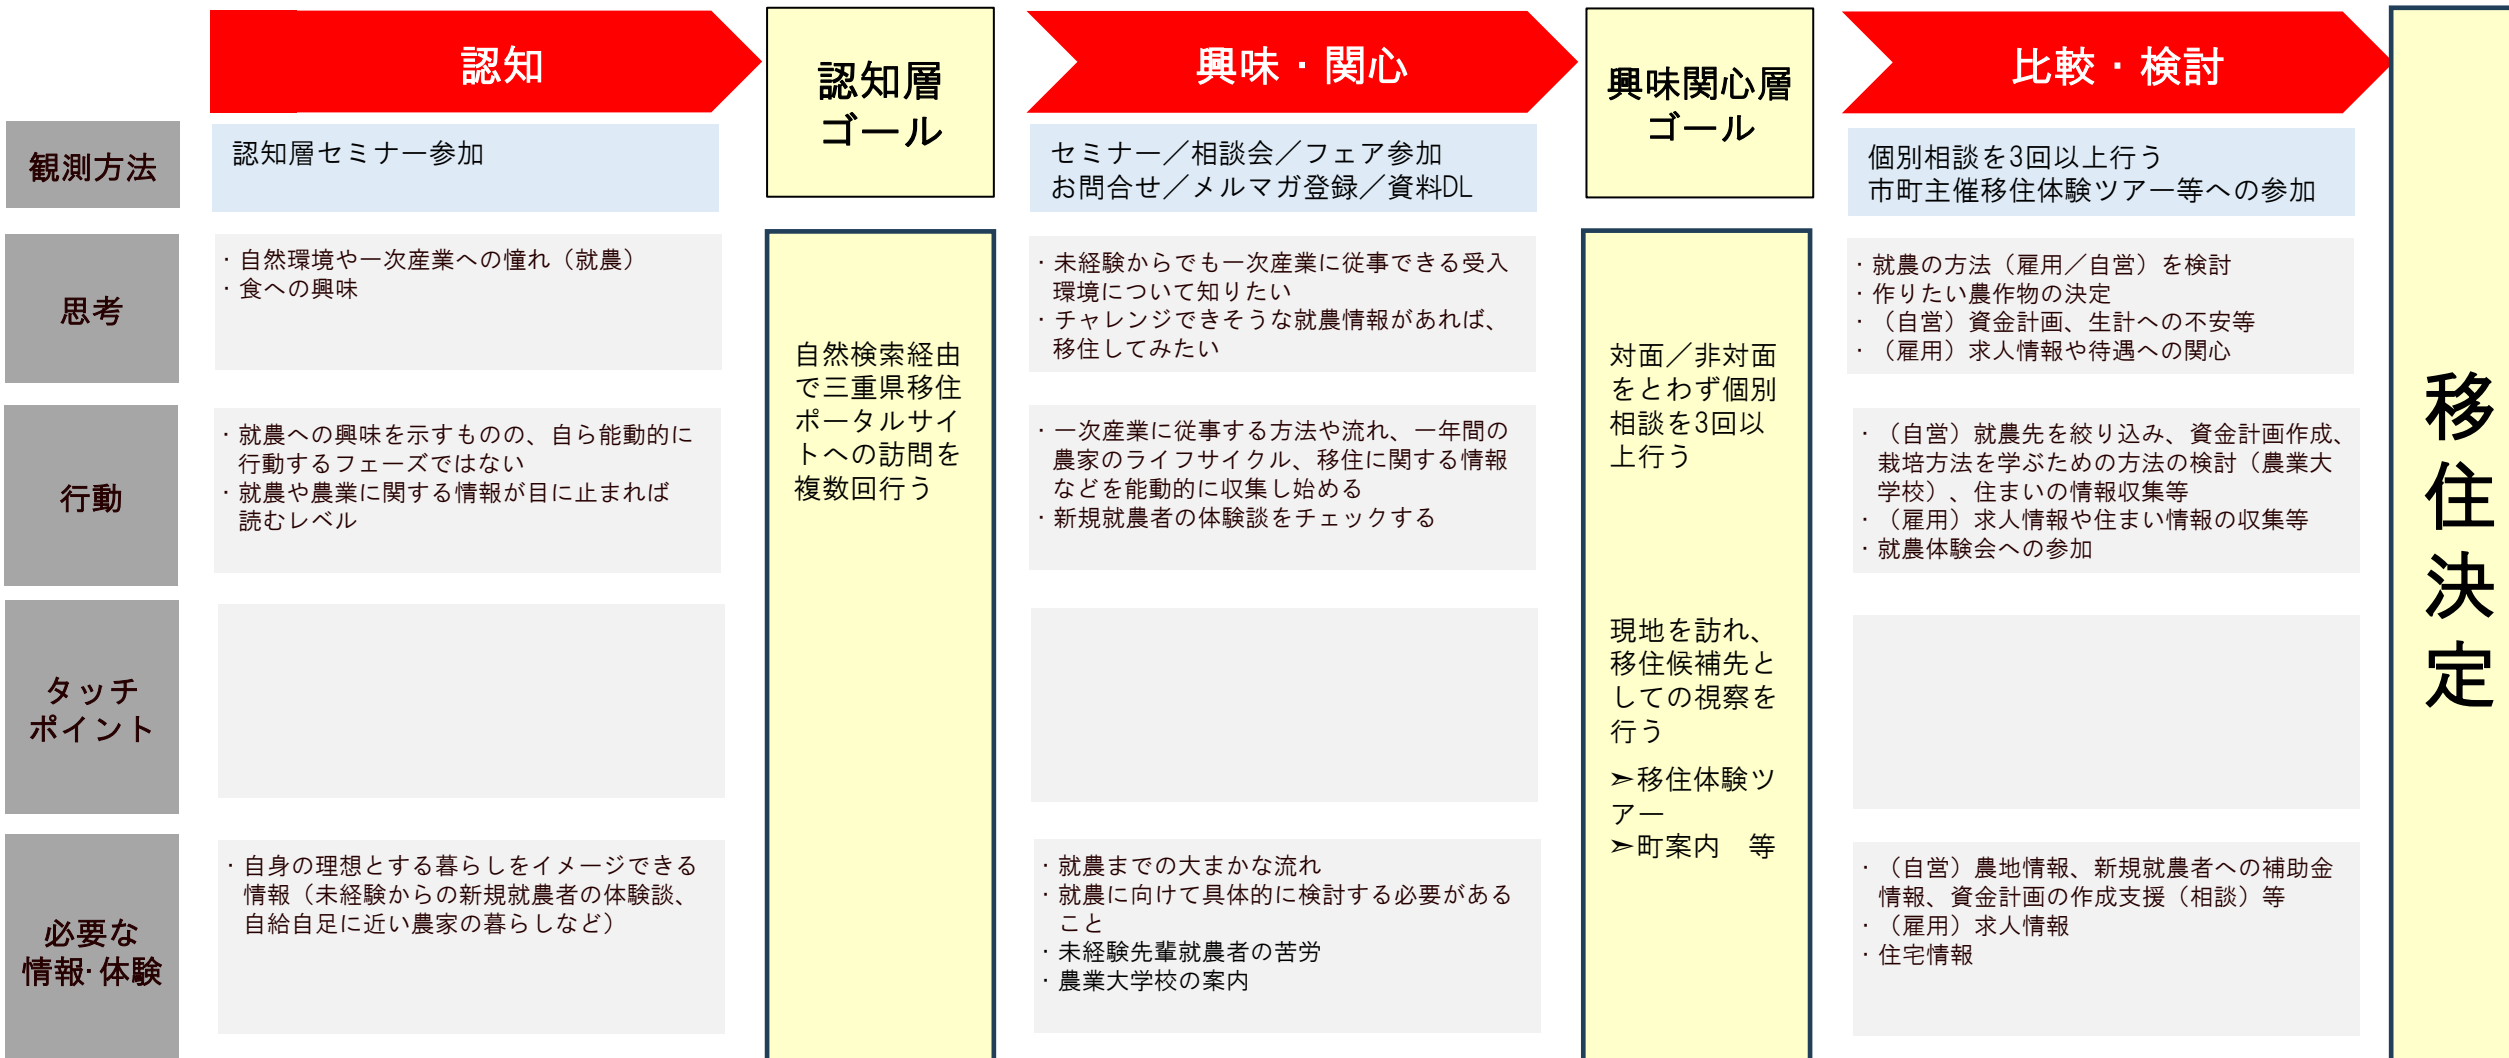 認知
認知層
ゴール
興味・関心
興味関心層
ゴール
比較・検討
移住決定
観測方法
認知層セミナー参加
セミナー／相談会／フェア参加
お問合せ／メルマガ登録／資料DL
個別相談を3回以上行う
市町主催移住体験ツアー等への参加
思考
・自然環境や一次産業への憧れ（就農）
・食への興味
自然検索経由
で三重県移住
ポータルサイ
トへの訪問を
複数回行う
・未経験からでも一次産業に従事できる受入
環境について知りたい
・チャレンジできそうな就農情報があれば、
移住してみたい
対面／非対面
をとわず個別
相談を3回以
上行う
現地を訪れ、
移住候補先と
しての視察を
行う
➣移住体験ツ
アー
➣町案内　等
・就農の方法（雇用／自営）を検討
・作りたい農作物の決定
・（自営）資金計画、生計への不安等
・（雇用）求人情報や待遇への関心
行動
・就農への興味を示すものの、自ら能動的に
行動するフェーズではない
・就農や農業に関する情報が目に止まれば
読むレベル
・一次産業に従事する方法や流れ、一年間の
農家のライフサイクル、移住に関する情報
などを能動的に収集し始める
・新規就農者の体験談をチェックする
・（自営）就農先を絞り込み、資金計画作成、
栽培方法を学ぶための方法の検討（農業大
学校）、住まいの情報収集等
・（雇用）求人情報や住まい情報の収集等
・就農体験会への参加
タッチ
ポイント
必要な
情報・体験
・自身の理想とする暮らしをイメージできる
情報（未経験からの新規就農者の体験談、
自給自足に近い農家の暮らしなど）
・就農までの大まかな流れ
・就農に向けて具体的に検討する必要がある
こと
・未経験先輩就農者の苦労
・農業大学校の案内
・（自営）農地情報、新規就農者への補助金
情報、資金計画の作成支援（相談）等
・（雇用）求人情報
・住宅情報